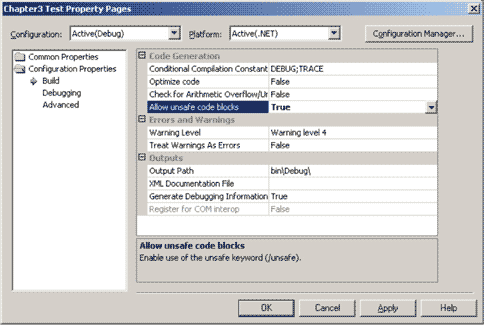 Chapter3 Test Property Pages
Configuration: Active(Debug) Platform: Active(.NET) Configuration Manager...
Common Properties
Configuration Properties
Build
Debugging
Advanced
Code Generation
Conditional Compilation Constant DEBUG;TRACE
Optimize code False
Check for Arithmetic Overflow/Ur False
Allow unsafe code blocks True
Errors and Warnings
Warning Level Warning level 4
Treat Warnings As Errors False
Outputs
Output Path bin\Debug\
XML Documentation File
Generate Debugging Information True
Register for COM interop False
Allow unsafe code blocks
Enable use of the unsafe keyword (/unsafe).
OK Cancel Apply Help